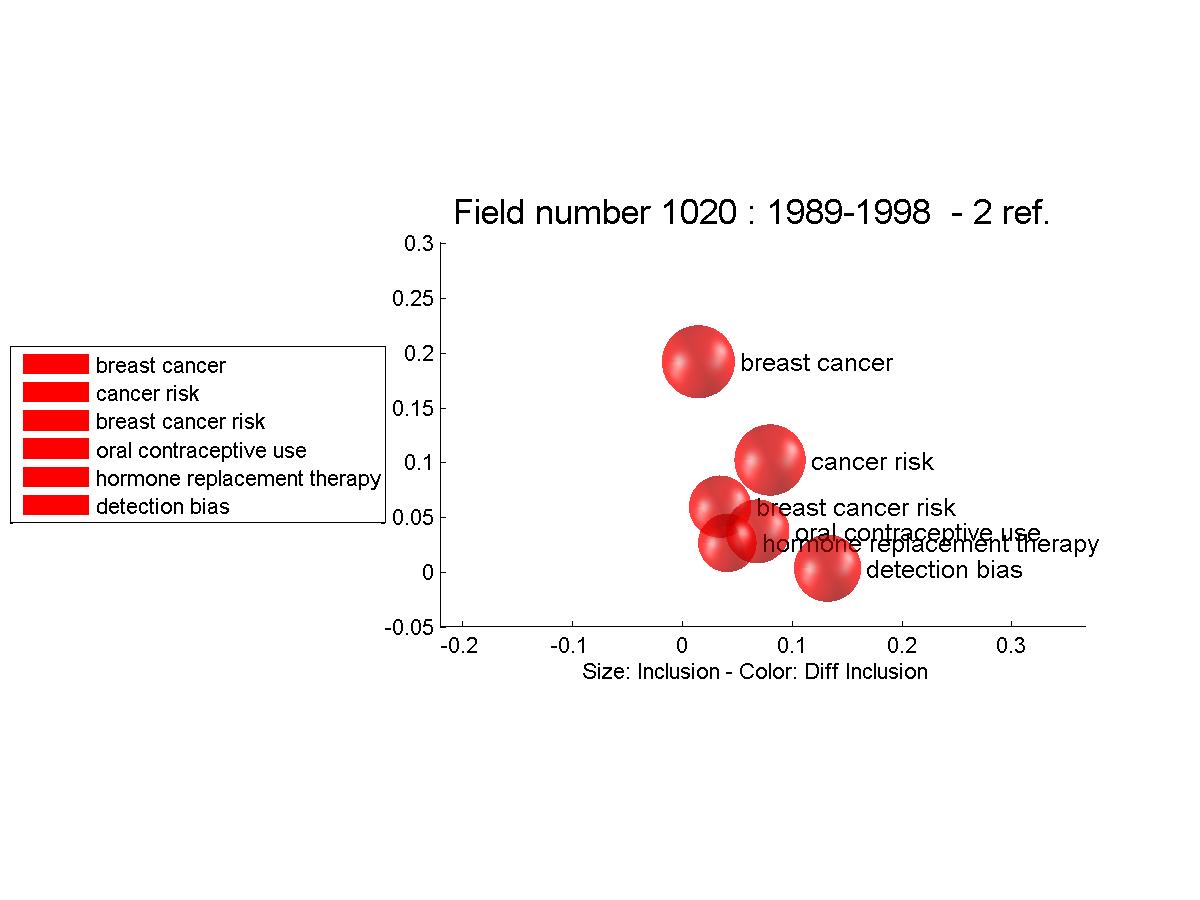 Field number 1020 : 1989-1998 - 2 ref.
0.3
0.25
0.2
0.15
0.1
0.05
0
-0.05
-0.2
-0.1
0
0.1
0.2
0.3
Size: Inclusion - Color: Diff Inclusion
breast cancer
cancer risk
breast cancer risk
oral contraceptive use
hormone replacement therapy
detection bias
breast cancer
cancer risk
breast cancer risk
oral contraceptive use
hormone replacement therapy
detection bias